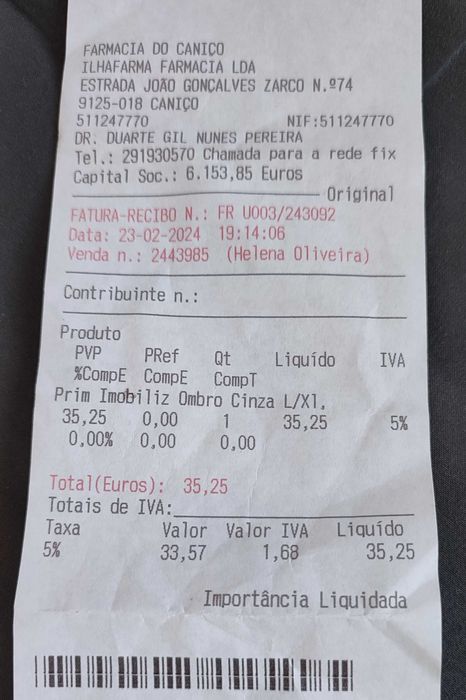 FARMACIA DO CANIÇO
ILHAFARMA FARMACIA LDA
ESTRADA JOÃO GONÇALVES ZARCO N.º74
9125-018 CANIÇO
511247770 NIF:511247770
DR. DUARTE GIL NUNES PEREIRA
Tel.: 291930570 Chamada para a rede fix
Capital Soc.: 6.153,85 Euros
Original
FATURA-RECIBO N.: FR U003/243092
Data: 23-02-2024 19:14:06
Venda n.: 2443985 (Helena Oliveira)
Contribuinte n.:
Produto
PVP PRef Qt Liquído IVA
%CompE CompE CompT
Prim Imobiliz Ombro Cinza L/Xl,
35,25 0,00 1 35,25 5%
0,00% 0,00 0,00
Total(Euros): 35,25
Totais de IVA:
Taxa Valor Valor IVA Liquído
5% 33,57 1,68 35,25
Importância Liquidada